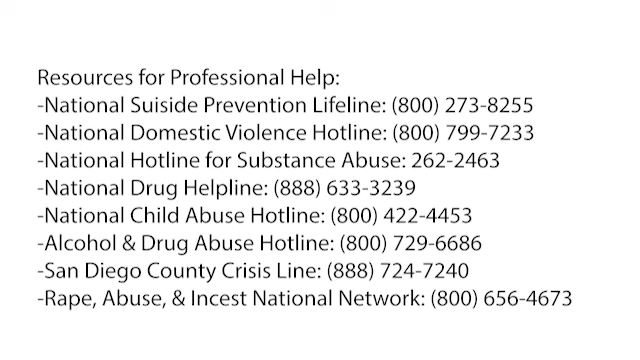 Resources for Professional Help:
-National Suiside Prevention Lifeline: (800) 273-8255
-National Domestic Violence Hotline: (800) 799-7233
-National Hotline for Substance Abuse: 262-2463
-National Drug Helpline: (888) 633-3239
-National Child Abuse Hotline: (800) 422-4453
-Alcohol & Drug Abuse Hotline: (800) 729-6686
-San Diego County Crisis Line: (888) 724-7240
-Rape, Abuse, & Incest National Network: (800) 656-4673